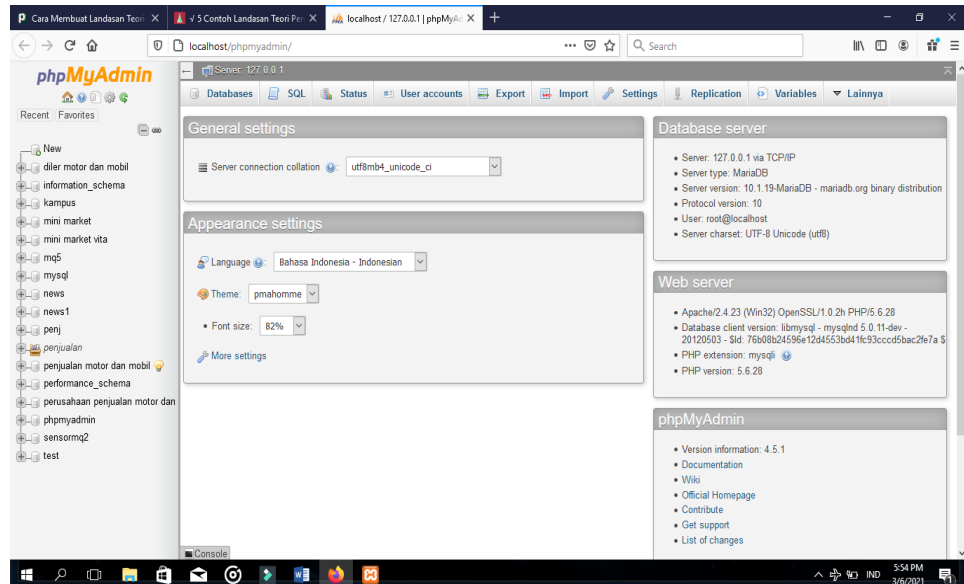 Cara Membuat Landasan Teori
√ 5 Contoh Landasan Teori Pen
localhost / 127.0.0.1 | phpMyAd
localhost/phpmyadmin/
Search
phpMyAdmin
Recent Favorites
New
diler motor dan mobil
information_schema
kampus
mini market
mini market vita
mq5
mysql
news
news1
penj
penjualan
penjualan motor dan mobil
performance_schema
perusahaan penjualan motor dan
phpmyadmin
sensormq2
test
Server: 127.0.0.1
Databases SQL Status User accounts Export Import Settings Replication Variables Lainnya
General settings
Server connection collation utf8mb4_unicode_ci
Appearance settings
Language Bahasa Indonesia - Indonesian
Theme: pmahomme
Font size: 82%
More settings
Database server
Server: 127.0.0.1 via TCP/IP
Server type: MariaDB
Server version: 10.1.19-MariaDB - mariadb.org binary distribution
Protocol version: 10
User: root@localhost
Server charset: UTF-8 Unicode (utf8)
Web server
Apache/2.4.23 (Win32) OpenSSL/1.0.2h PHP/5.6.28
Database client version: libmysql - mysqlnd 5.0.11-dev -
20120503 - $Id: 76b08b24596e12d4553bd41fc93cccd5bac2fe7a $
PHP extension: mysqli
PHP version: 5.6.28
phpMyAdmin
Version information: 4.5.1
Documentation
Wiki
Official Homepage
Contribute
Get support
List of changes
Console
IND
5:54 PM
3/6/2021